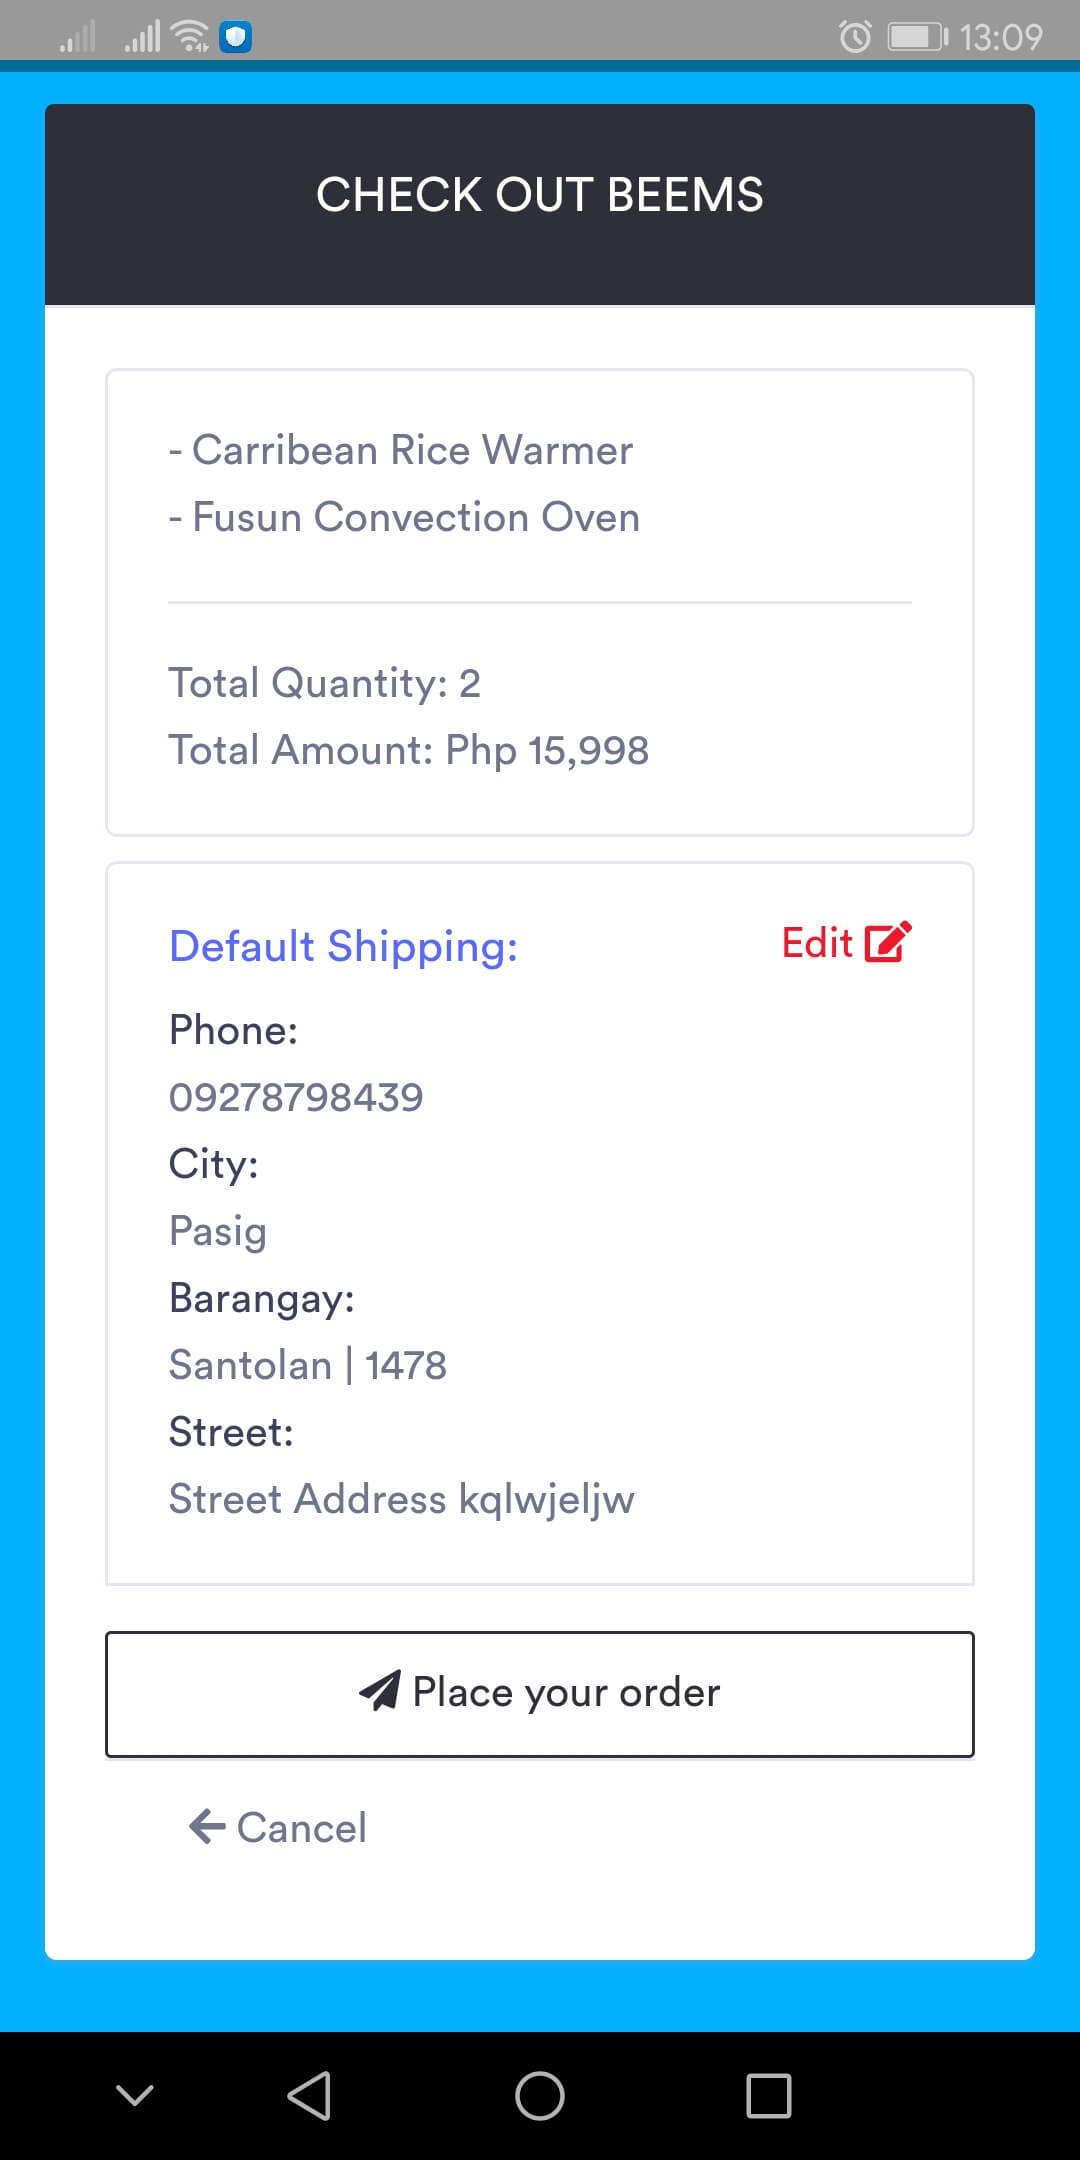 13:09
CHECK OUT BEEMS
- Carribean Rice Warmer
- Fusun Convection Oven
Total Quantity: 2
Total Amount: Php 15,998
Default Shipping:
Edit
Phone:
09278798439
City:
Pasig
Barangay:
Santolan | 1478
Street:
Street Address kqlwjeljw
Place your order
Cancel